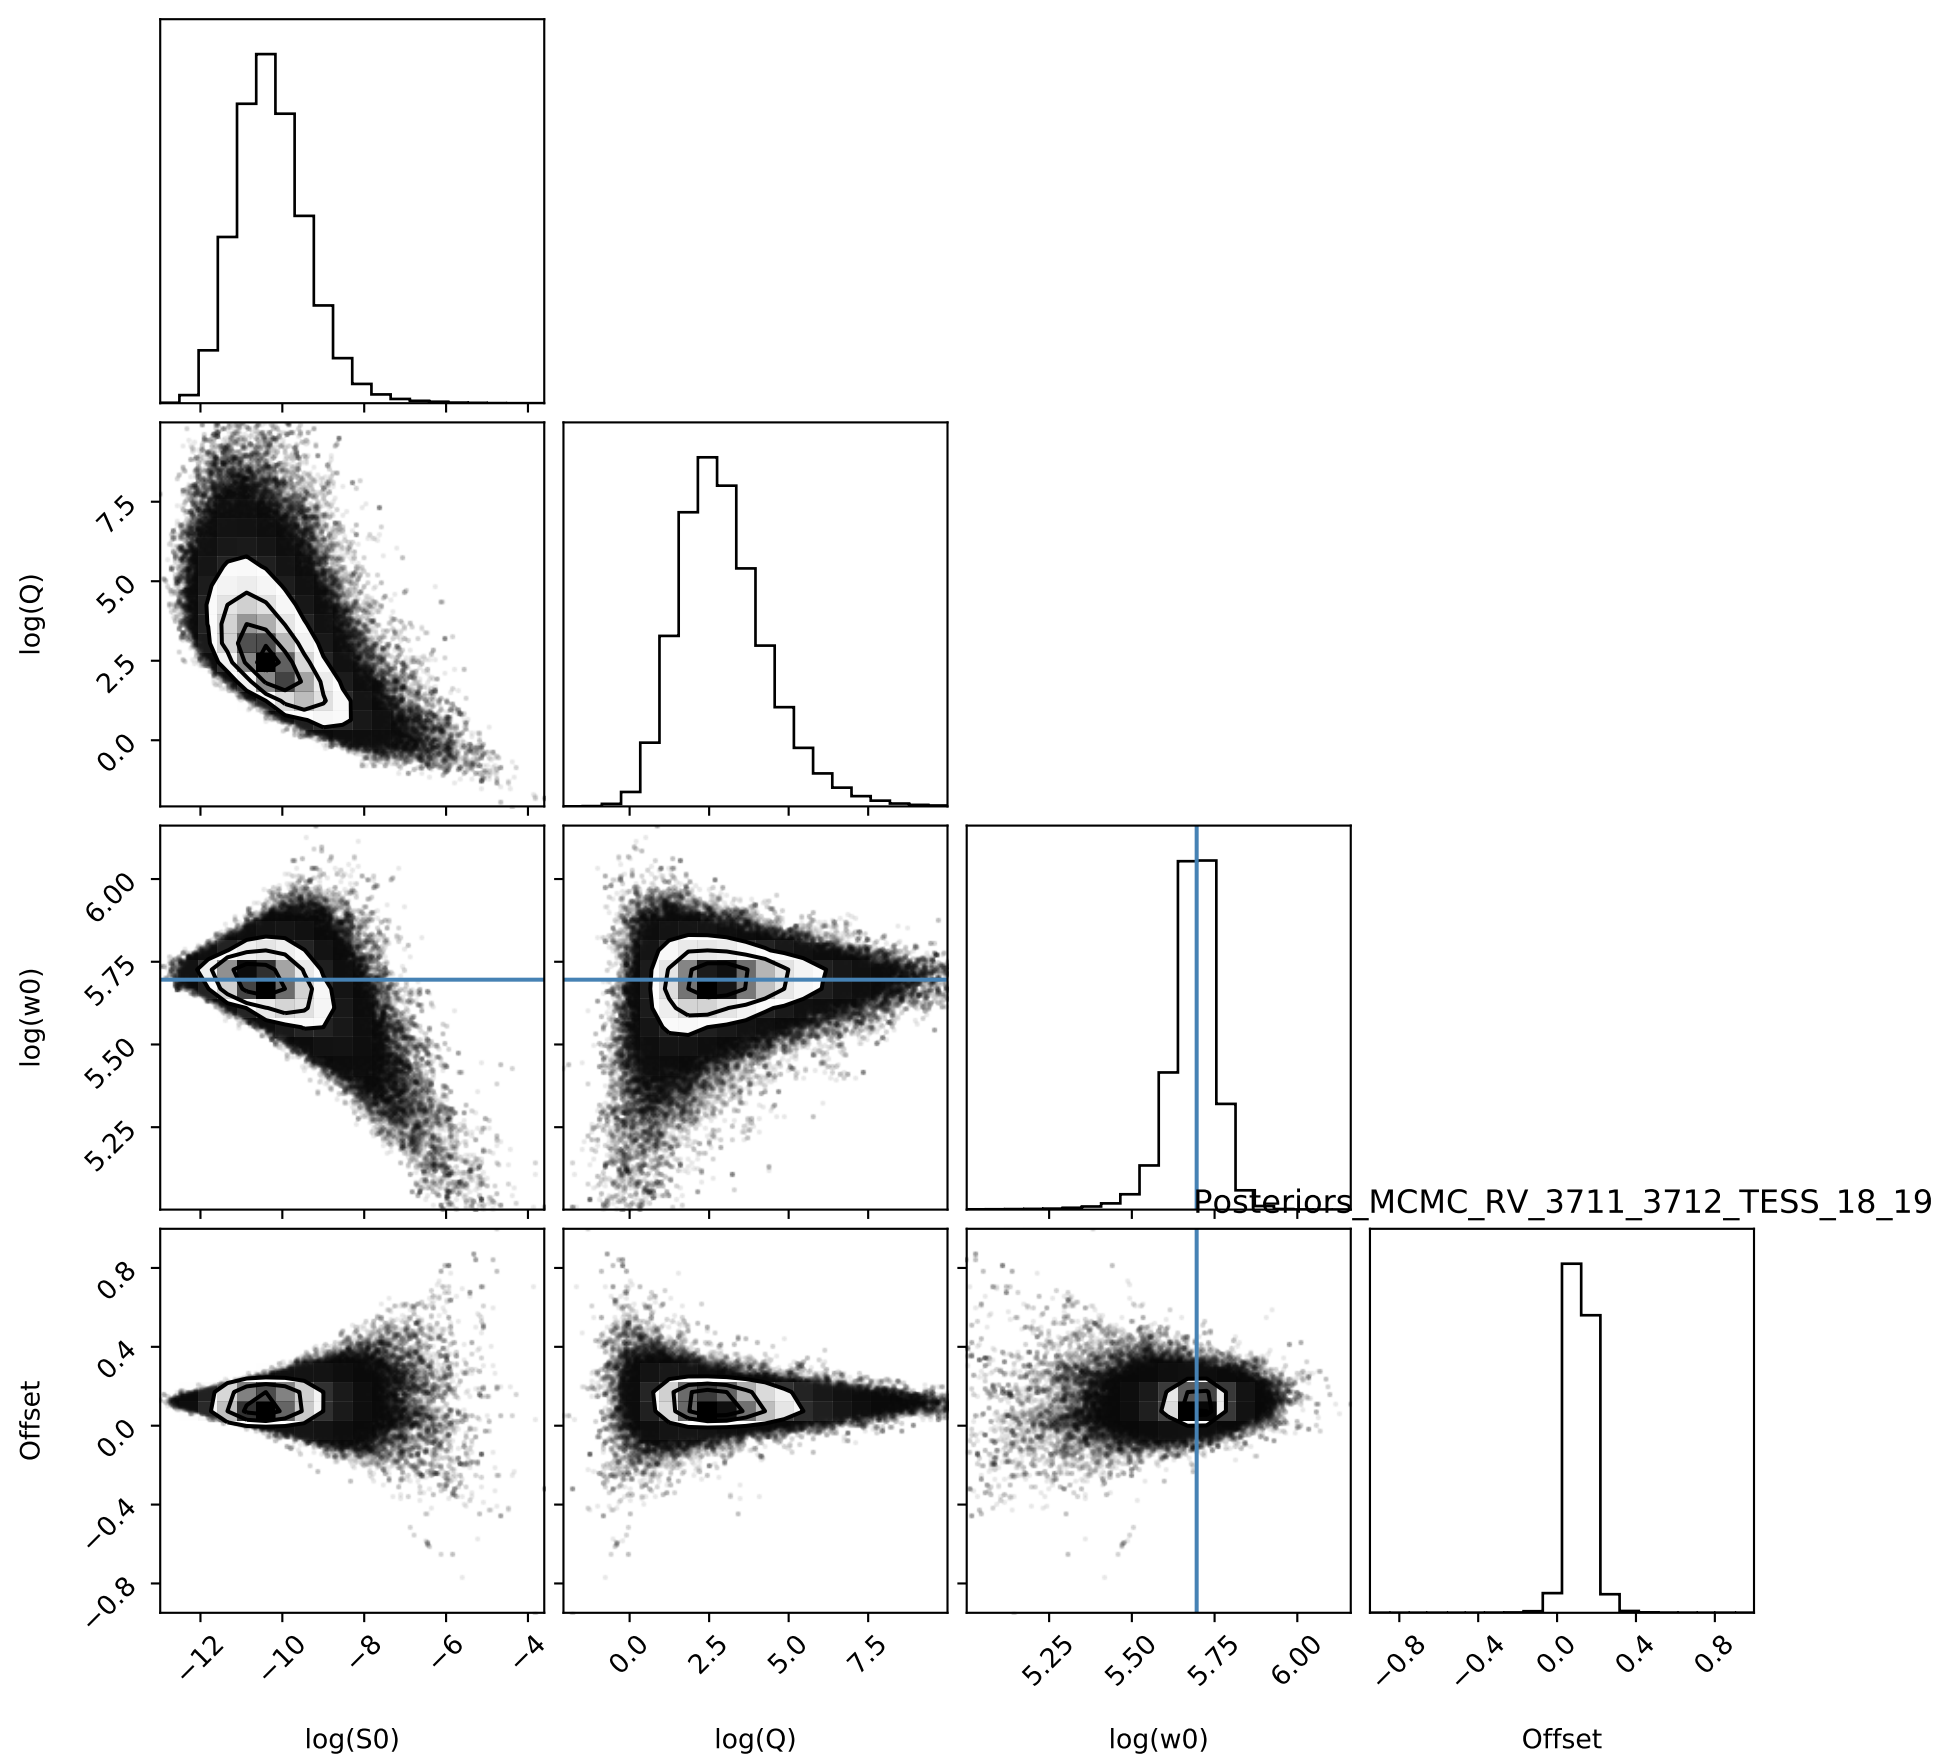 log(Q)
7.5
5.0
2.5
0.0
log(w0)
6.00
5.75
5.50
5.25
Posteriors_MCMC_RV_3711_3712_TESS_18_19
Offset
0.8
0.4
0.0
−0.4
−0.8
−12 −10 −8 −6 −4 0.0 2.5 5.0 7.5 5.25 5.50 5.75 6.00 −0.8 −0.4 0.0 0.4 0.8
log(S0) log(Q) log(w0) Offset